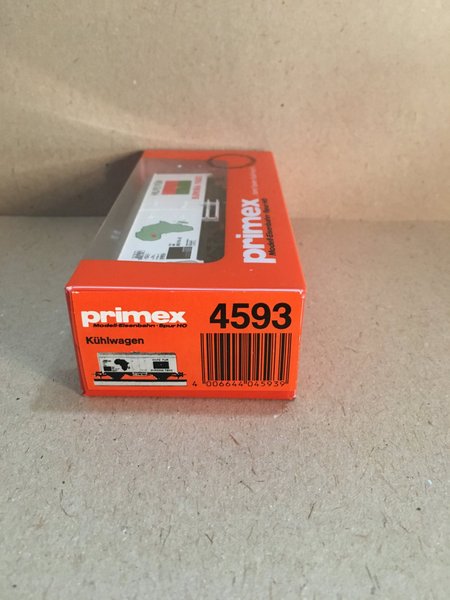 primex
Modell-Eisenbahn · Spur HO
primex
Modell-Eisenbahn · Spur HO
Kühlwagen
4593
4 006644 045939